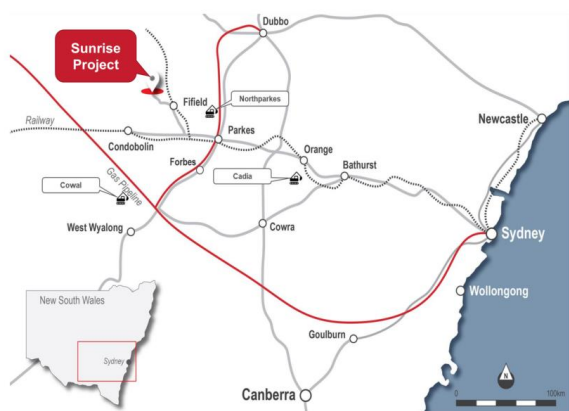 Dubbo
Sunrise
Project
Fifield
Northparkes
Newcastle
Railway
Condobolin
Parkes
Orange
Forbes
Cadia
Bathurst
Gas Pipeline
Cowal
West Wyalong
Cowra
Sydney
New South Wales
Wollongong
Sydney
Goulburn
N
Canberra
0
100km